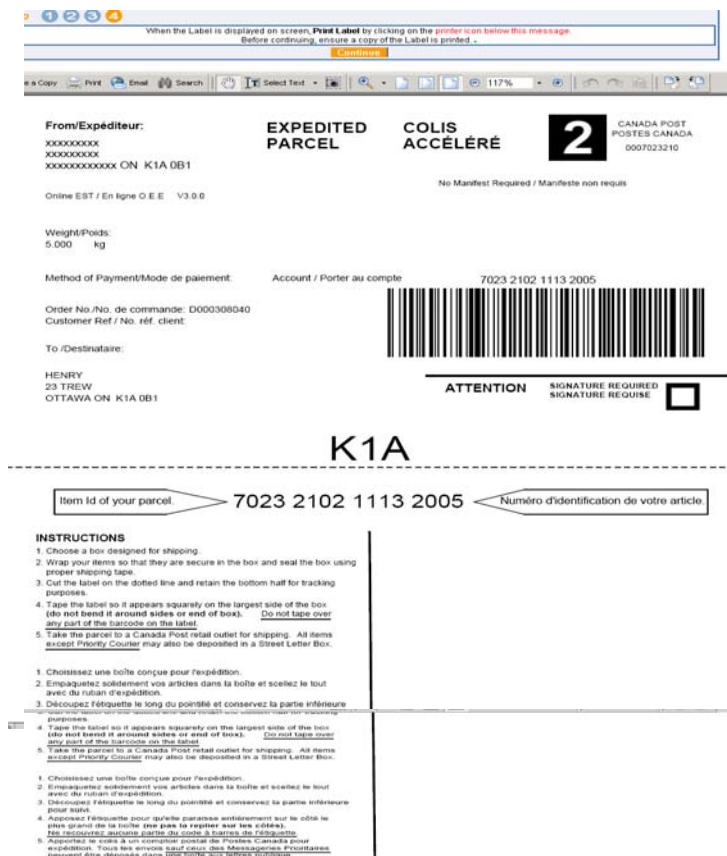 1 2 3 4
When the Label is displayed on screen, Print Label by clicking on the printer icon below this message.
Before continuing, ensure a copy of the Label is printed.
Continue
a Copy Print Email Search Select Text 117%
From/Expéditeur:
EXPEDITED PARCEL
COLIS ACCÉLÉRÉ
2
CANADA POST
POSTES CANADA
0007023210
xxxxxxxxx
xxxxxxxxx
xxxxxxxxxxxx ON K1A 0B1
No Manifest Required / Manifeste non requis
Online EST / En ligne O.E.E V3.0.0
Weight/Poids:
5.000 kg
Method of Payment/Mode de paiement: Account / Porter au compte
7023 2102 1113 2005
Order No./No. de commande: D000308040
Customer Ref / No. réf. client:
To /Destinataire:
HENRY
23 TREW
OTTAWA ON K1A 0B1
ATTENTION
SIGNATURE REQUIRED
SIGNATURE REQUISE
K1A
Item Id of your parcel. 7023 2102 1113 2005 Numéro d'identification de votre article.
INSTRUCTIONS
1. Choose a box designed for shipping.
2. Wrap your items so that they are secure in the box and seal the box using
proper shipping tape.
3. Cut the label on the dotted line and retain the bottom half for tracking
purposes.
4. Tape the label so it appears squarely on the largest side of the box
(do not bend it around sides or end of box). Do not tape over
any part of the barcode on the label.
5. Take the parcel to a Canada Post retail outlet for shipping. All items
except Priority Courier may also be deposited in a Street Letter Box.
1. Choisissez une boîte conçue pour l'expédition.
2. Empaquetez solidement vos articles dans la boîte et scellez le tout
avec du ruban d'expédition.
3. Découpez l'étiquette le long du pointillé et conservez la partie inférieure
purposes.
4. Tape the label so it appears squarely on the largest side of the box
(do not bend it around sides or end of box). Do not tape over
any part of the barcode on the label.
5. Take the parcel to a Canada Post retail outlet for shipping. All items
except Priority Courier may also be deposited in a Street Letter Box.
1. Choisissez une boîte conçue pour l'expédition.
2. Empaquetez solidement vos articles dans la boîte et scellez le tout
avec du ruban d'expédition.
3. Découpez l'étiquette le long du pointillé et conservez la partie inférieure
pour suivi.
4. Apposez l'étiquette pour qu'elle paraisse entièrement sur le côté le
plus grand de la boîte (ne pas la replier sur les côtés).
Ne recouvrez aucune partie du code à barres de l'étiquette.
5. Apportez le colis à un comptoir postal de Postes Canada pour
expédition. Tous les envois sauf ceux des Messageries Prioritaires
peuvent être déposés dans une boîte aux lettres publique.